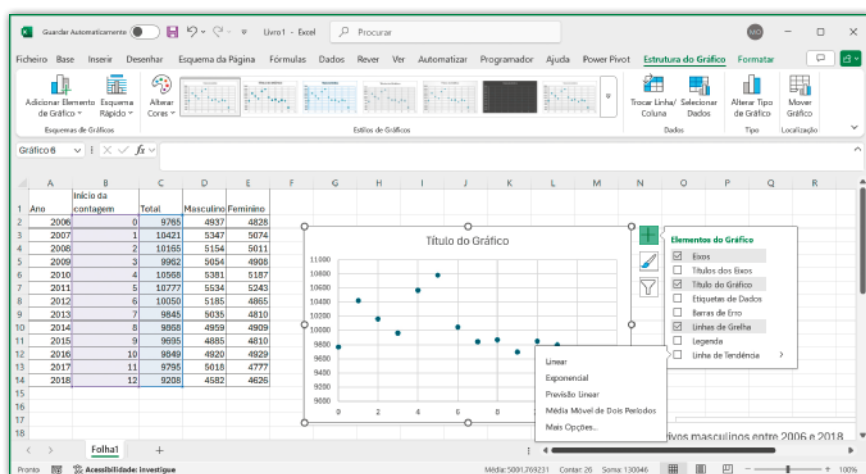 Guardar Automaticamente Livro1 - Excel Procurar MO
Ficheiro Base Inserir Desenhar Esquema da Página Fórmulas Dados Rever Ver Automatizar Programador Ajuda Power Pivot Estrutura do Gráfico Formatar
Adicionar Elemento Esquema Alterar Trocar Linha/ Selecionar Alterar Tipo Mover
de Gráfico Rápido Cores Coluna Dados de Gráfico Gráfico
Esquemas de Gráficos Estilos de Gráficos Dados Tipo Localização
Gráfico 6 fx
A B C D E F G H I J K L M N O P Q R
Início da
1 Ano contagem Total Masculino Feminino
2 2006 0 9765 4937 4828
3 2007 1 10421 5347 5074
4 2008 2 10165 5154 5011
5 2009 3 9962 5054 4908
6 2010 4 10568 5381 5187
7 2011 5 10777 5534 5243
8 2012 6 10050 5185 4865
9 2013 7 9845 5035 4810
10 2014 8 9868 4959 4909
11 2015 9 9695 4885 4810
12 2016 10 9849 4920 4929
13 2017 11 9795 5018 4777
14 2018 12 9208 4582 4626
15
16
17
18
Título do Gráfico
11000
10800
10600
10400
10200
10000
9800
9600
9400
9200
9000
0 2 4 6 8
Elementos do Gráfico
Eixos
Títulos dos Eixos
Título do Gráfico
Etiquetas de Dados
Barras de Erro
Linhas de Grelha
Legenda
Linha de Tendência
Linear
Exponencial
Previsão Linear
Média Móvel de Dois Períodos
Mais Opções...
vivos masculinos entre 2006 e 2018
Folha1
Pronto Acessibilidade: investigue Média: 5001,769231 Contar: 26 Soma: 130046 100%